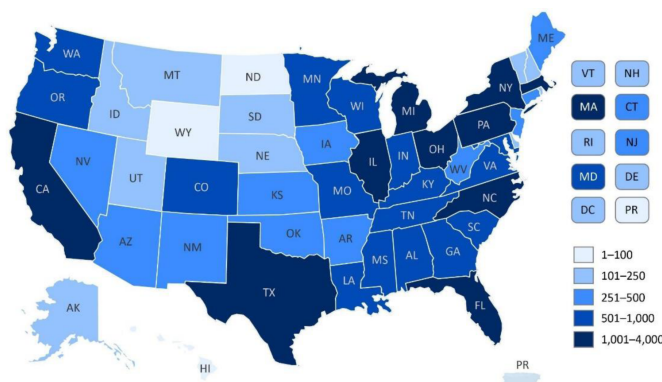 WA
MT
ND
MN
ME
OR
ID
SD
WI
MI
NY
VT
NH
WY
MA
CT
NV
UT
NE
IA
IL
IN
OH
PA
RI
NJ
CA
CO
KS
MO
KY
WV
VA
MD
DE
DC
PR
AZ
NM
OK
AR
TN
NC
SC
TX
LA
MS
AL
GA
FL
AK
HI
PR
1–100
101–250
251–500
501–1,000
1,001–4,000